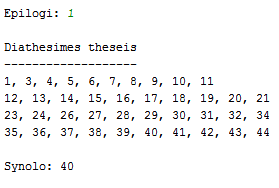 Epilogi: 1
Diathesimes theseis
-------------------
1, 3, 4, 5, 6, 7, 8, 9, 10, 11
12, 13, 14, 15, 16, 17, 18, 19, 20, 21
23, 24, 26, 27, 28, 29, 30, 31, 32, 34
35, 36, 37, 38, 39, 40, 41, 42, 43, 44
Synolo: 40